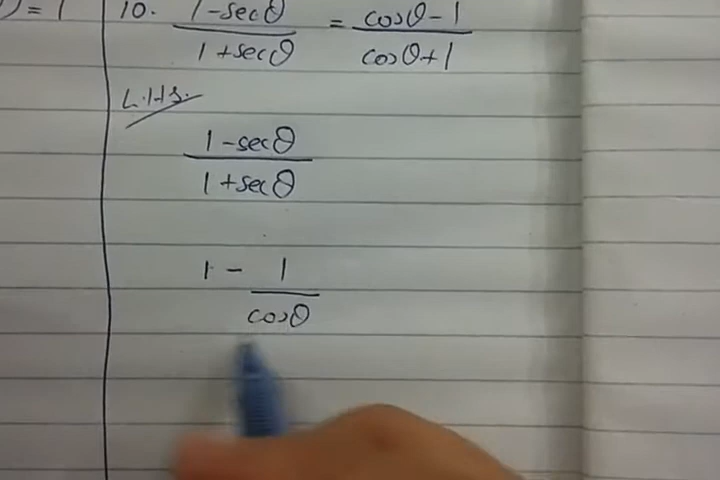 ) = 1
10. 1-secθ / 1+secθ = cosθ-1 / cosθ+1
L.H.S.
1-secθ
1+secθ
1 - 1
cosθ